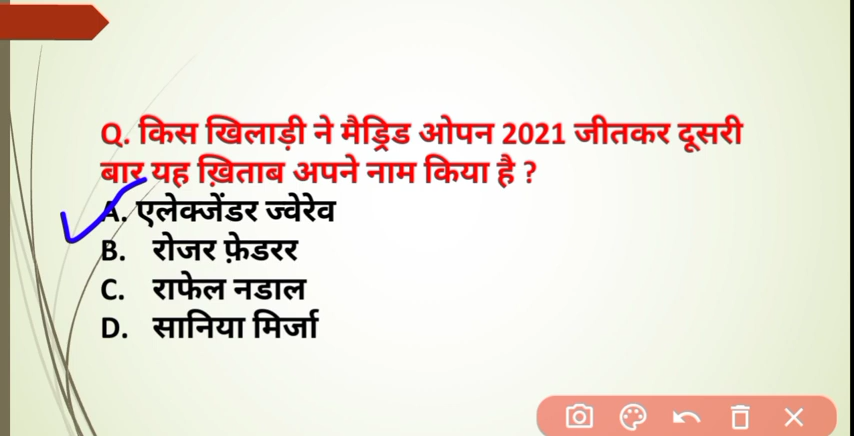 Q. किस खिलाड़ी ने मैड्रिड ओपन 2021 जीतकर दूसरी
बार यह ख़िताब अपने नाम किया है ?
A. एलेक्जेंडर ज्वेरेव
B. रोजर फ़ेडरर
C. राफेल नडाल
D. सानिया मिर्जा